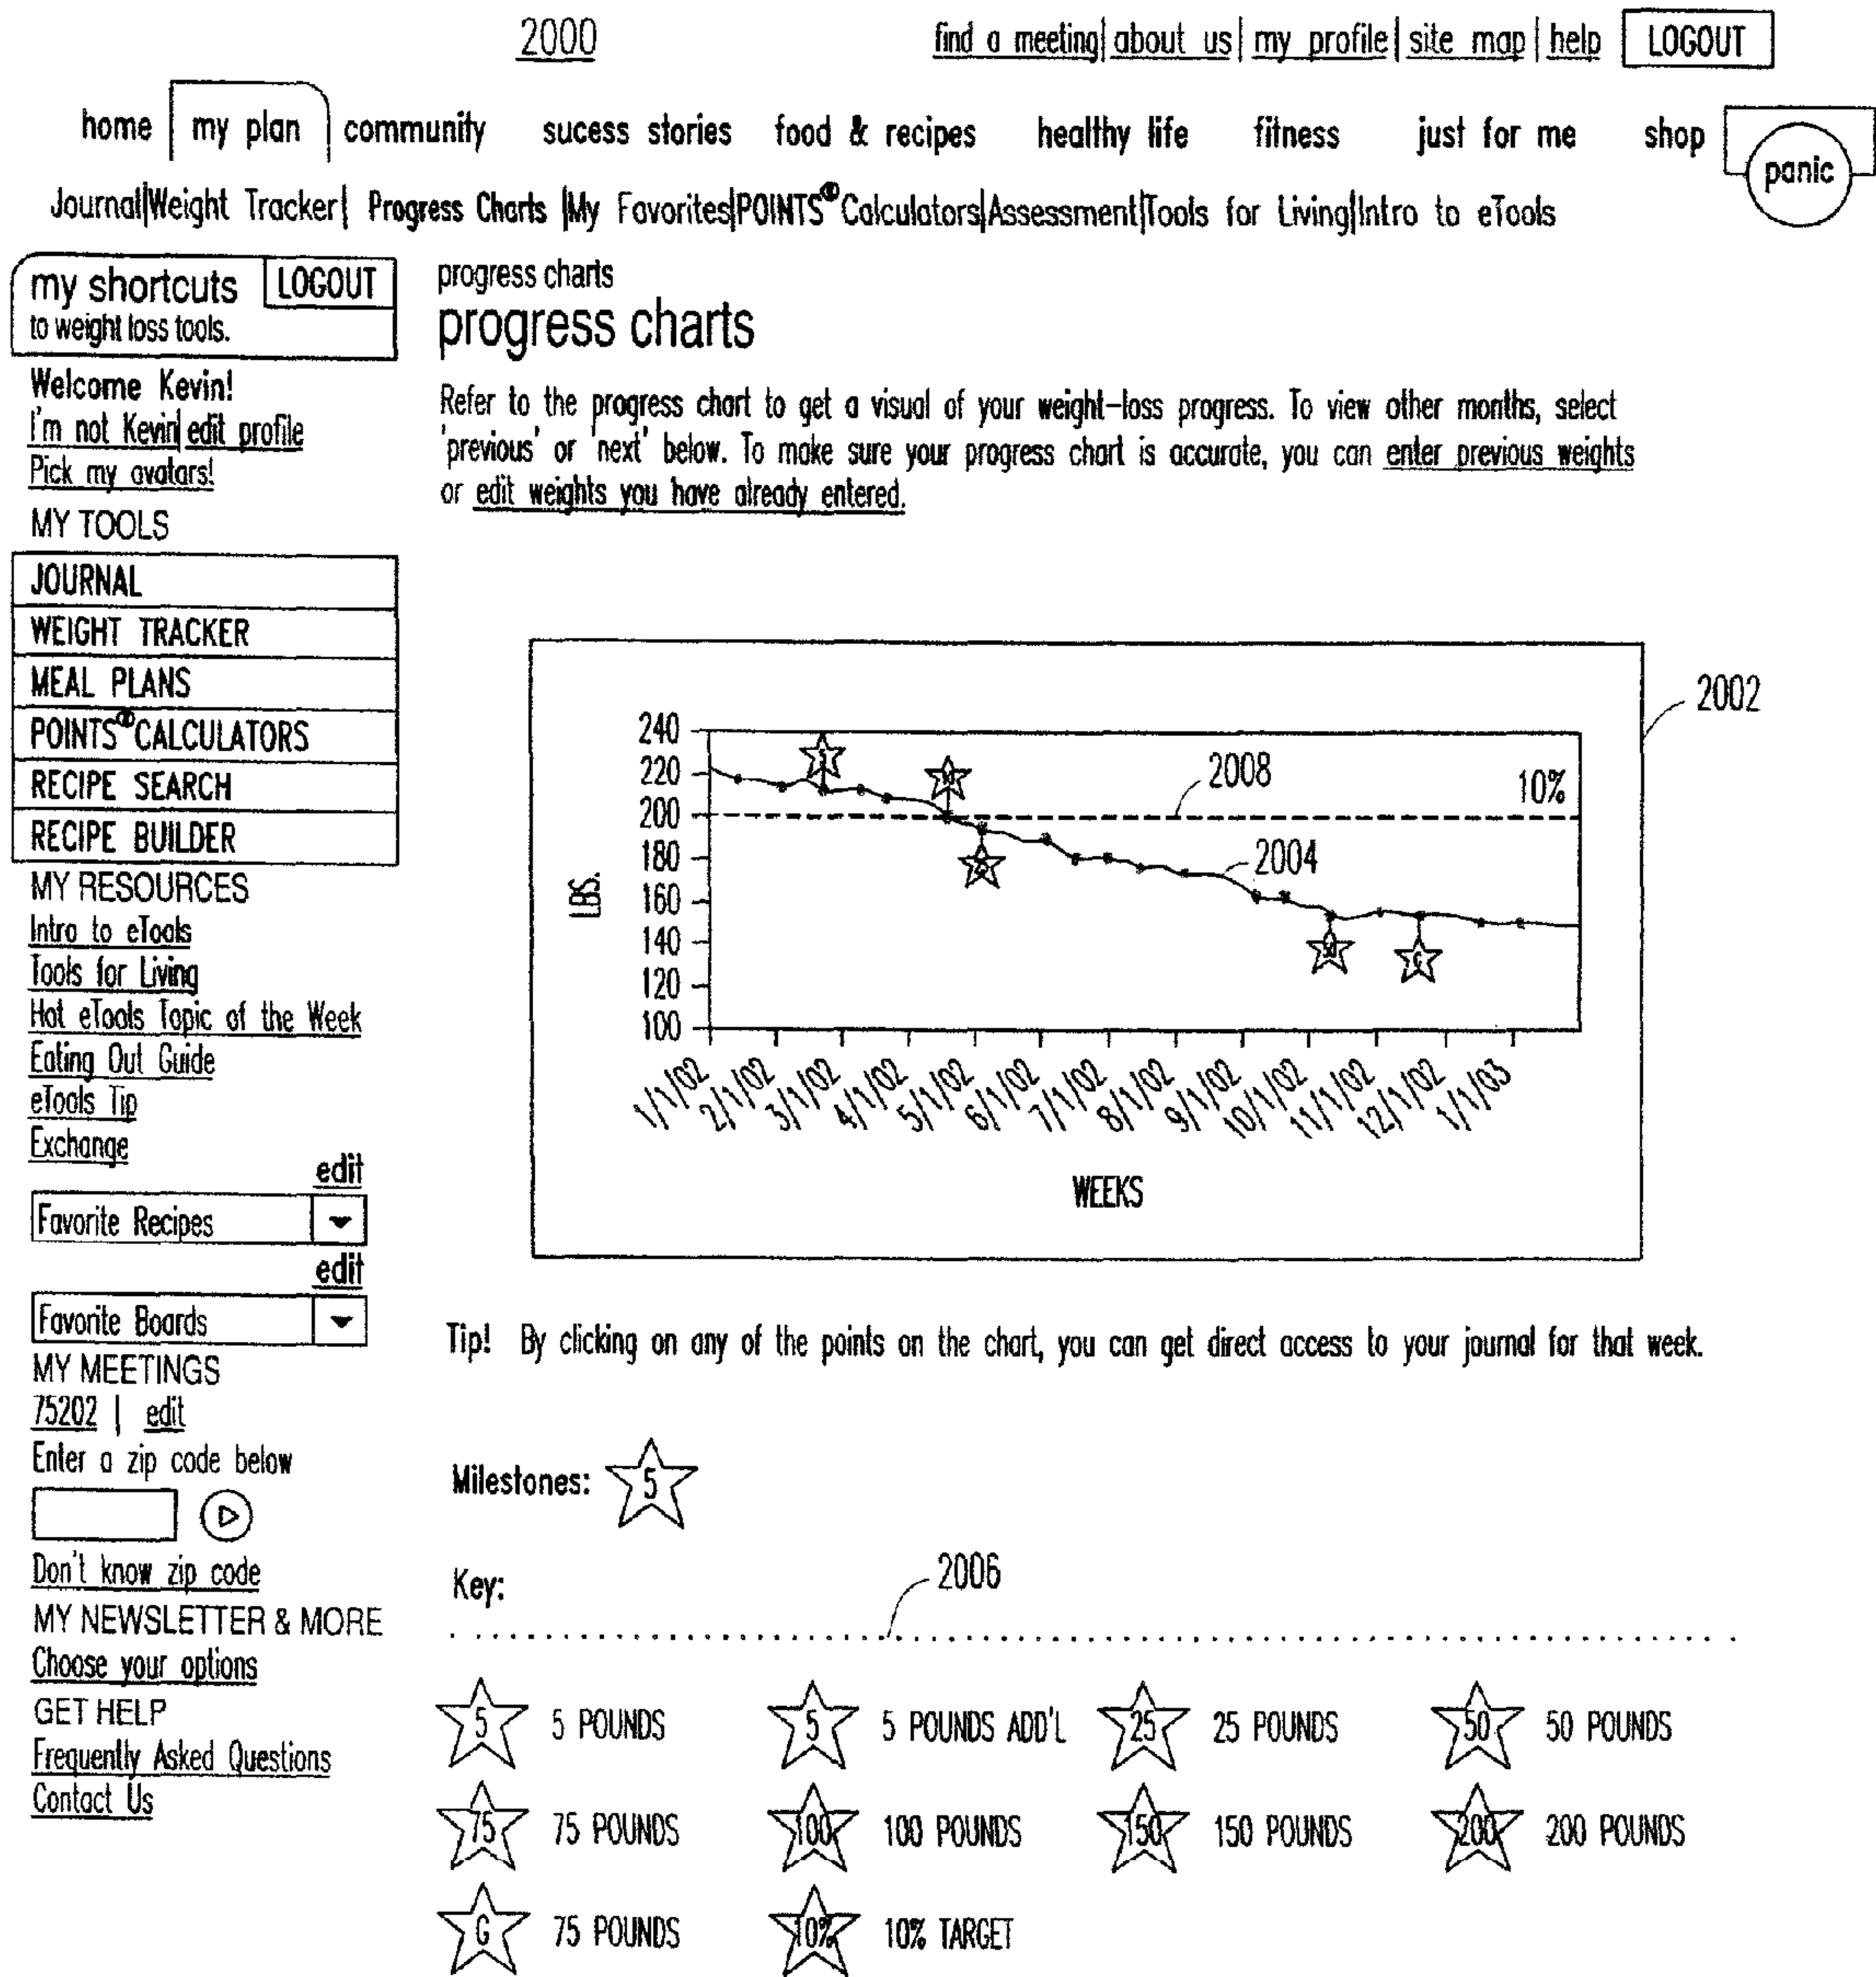 2000
find a meeting| about us| my profile| site map| help LOGOUT
home my plan community sucess stories food & recipes healthy life fitness just for me shop panic
Journal|Weight Tracker| Progress Charts |My Favorites|POINTS® Calculators|Assessment|Tools for Living|Intro to eTools
my shortcuts LOGOUT
to weight loss tools.
Welcome Kevin!
I'm not Kevin| edit profile
Pick my avatars!
MY TOOLS
JOURNAL
WEIGHT TRACKER
MEAL PLANS
POINTS® CALCULATORS
RECIPE SEARCH
RECIPE BUILDER
MY RESOURCES
Intro to eTools
Tools for Living
Hot eTools Topic of the Week
Eating Out Guide
eTools Tip
Exchange
edit
Favorite Recipes
edit
Favorite Boards
MY MEETINGS
75202 | edit
Enter a zip code below
Don't know zip code
MY NEWSLETTER & MORE
Choose your options
GET HELP
Frequently Asked Questions
Contact Us
progress charts
progress charts
Refer to the progress chart to get a visual of your weight-loss progress. To view other months, select
'previous' or 'next' below. To make sure your progress chart is accurate, you can enter previous weights
or edit weights you have already entered.
2002
240
220
200
180
160
140
120
100
LBS.
2008
10%
2004
5
G
1/1/02 2/1/02 3/1/02 4/1/02 5/1/02 6/1/02 7/1/02 8/1/02 9/1/02 10/1/02 11/1/02 12/1/02 1/1/03
WEEKS
Tip! By clicking on any of the points on the chart, you can get direct access to your journal for that week.
Milestones: 5
Key:
2006
5 5 POUNDS 5 5 POUNDS ADD'L 25 25 POUNDS 50 50 POUNDS
75 75 POUNDS 100 100 POUNDS 150 150 POUNDS 200 200 POUNDS
G 75 POUNDS 10% 10% TARGET